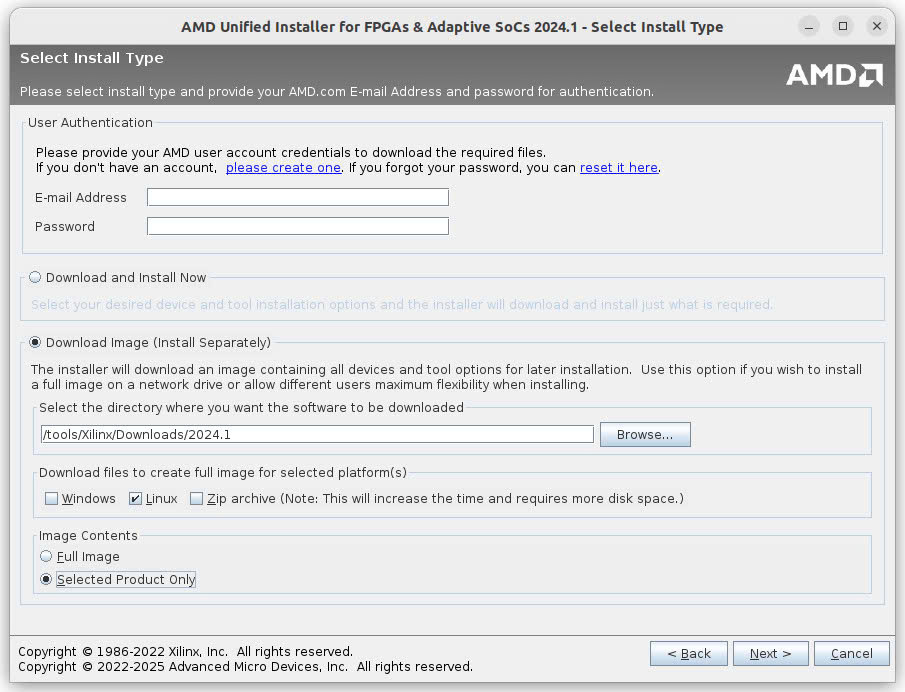 AMD Unified Installer for FPGAs & Adaptive SoCs 2024.1 - Select Install Type
Select Install Type
AMD
Please select install type and provide your AMD.com E-mail Address and password for authentication.
User Authentication
Please provide your AMD user account credentials to download the required files.
If you don't have an account, please create one. If you forgot your password, you can reset it here.
E-mail Address
Password
Download and Install Now
Select your desired device and tool installation options and the installer will download and install just what is required.
Download Image (Install Separately)
The installer will download an image containing all devices and tool options for later installation. Use this option if you wish to install
a full image on a network drive or allow different users maximum flexibility when installing.
Select the directory where you want the software to be downloaded
/tools/Xilinx/Downloads/2024.1
Browse...
Download files to create full image for selected platform(s)
Windows Linux Zip archive (Note: This will increase the time and requires more disk space.)
Image Contents
Full Image
Selected Product Only
Copyright © 1986-2022 Xilinx, Inc. All rights reserved.
Copyright © 2022-2025 Advanced Micro Devices, Inc. All rights reserved.
< Back Next > Cancel